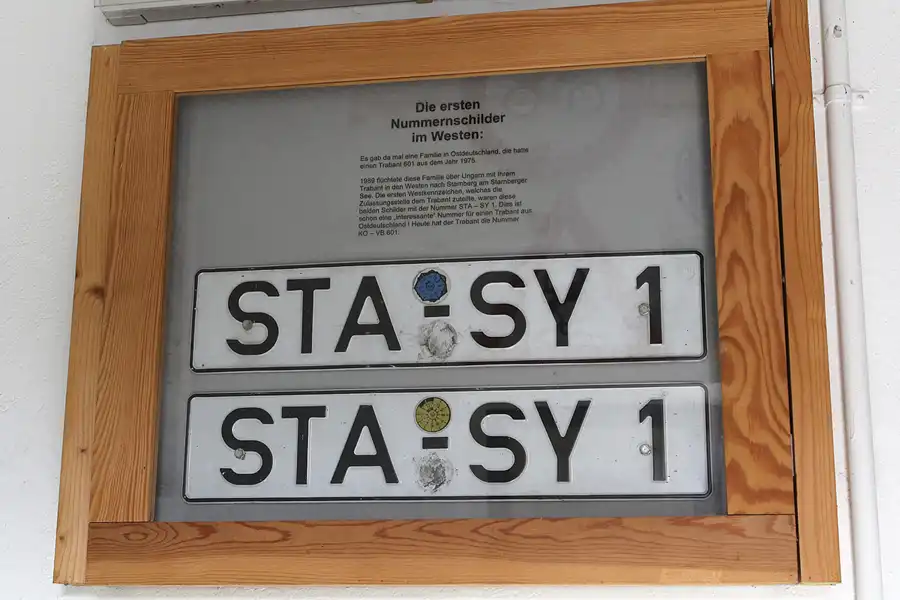 Die ersten
Nummernschilder
im Westen:
Es gab da mal eine Familie in Ostdeutschland, die hatte
einen Trabant 601 aus dem Jahr 1975.
1989 flüchtete diese Familie über Ungarn mit ihrem
Trabant in den Westen nach Starnberg am Starnberger
See. Die ersten Westkennzeichen, welches die
Zulassungsstelle dem Trabant zuteilte, waren diese
beiden Schilder mit der Nummer STA – SY 1. Dies ist
schon eine „interessante“ Nummer für einen Trabant aus
Ostdeutschland ! Heute hat der Trabant die Nummer
KO – VB 601.
STA-SY 1
STA-SY 1